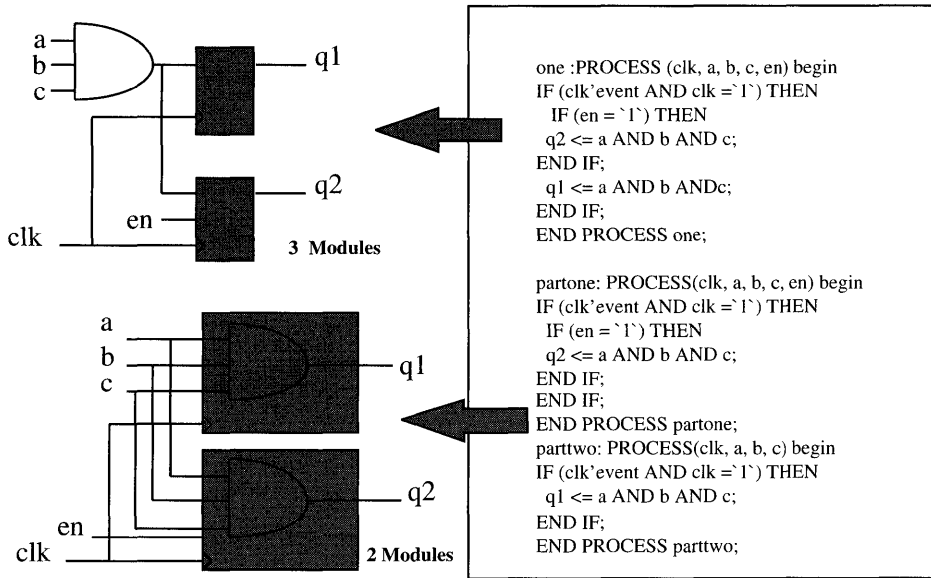 a
b
c
q1
q2
en
clk
3 Modules
a
b
c
q1
q2
en
clk
2 Modules
one :PROCESS (clk, a, b, c, en) begin
IF (clk'event AND clk =`1`) THEN
IF (en = `1`) THEN
q2 <= a AND b AND c;
END IF;
q1 <= a AND b ANDc;
END IF;
END PROCESS one;
partone: PROCESS(clk, a, b, c, en) begin
IF (clk'event AND clk =`1`) THEN
IF (en = `1`) THEN
q2 <= a AND b AND c;
END IF;
END IF;
END PROCESS partone;
parttwo: PROCESS(clk, a, b, c) begin
IF (clk'event AND clk =`1`) THEN
q1 <= a AND b AND c;
END IF;
END PROCESS parttwo;